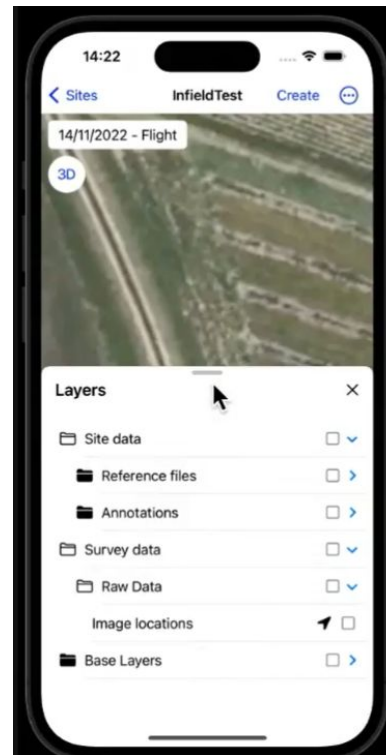 14:22
Sites InfieldTest Create
14/11/2022 - Flight
3D
Layers
Site data
Reference files
Annotations
Survey data
Raw Data
Image locations
Base Layers